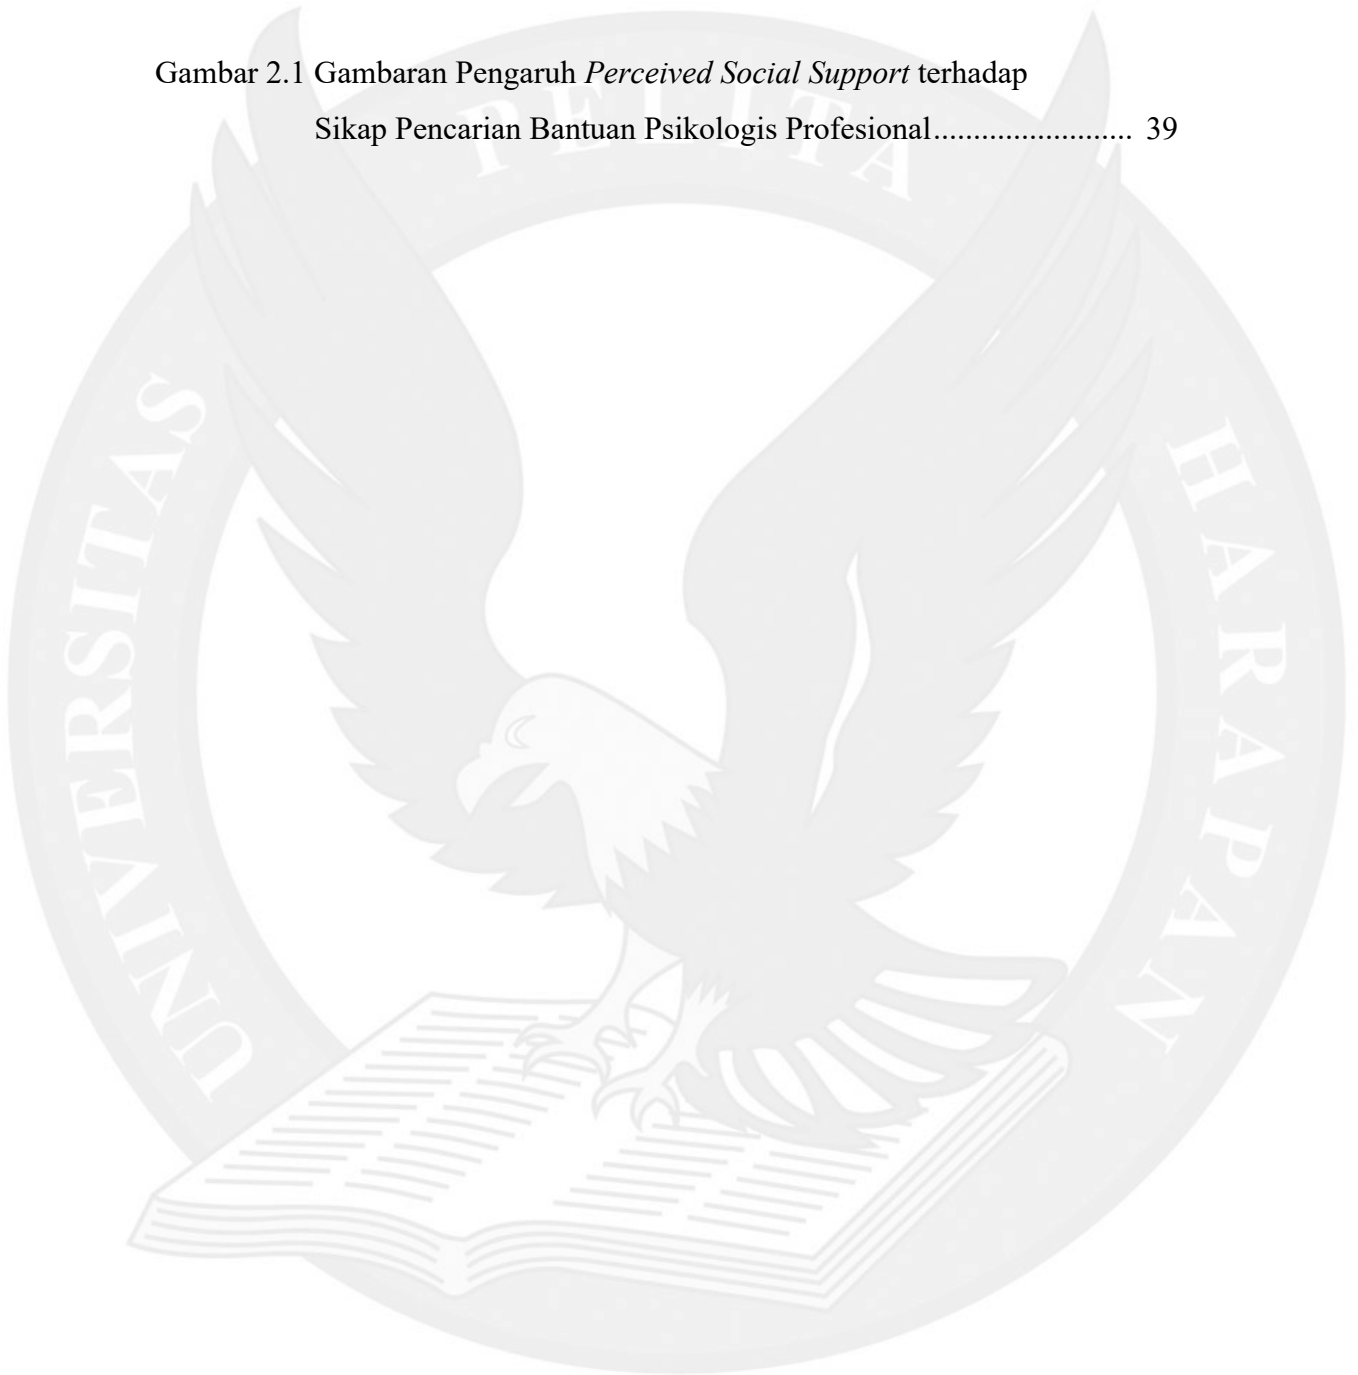 Gambar 2.1 Gambaran Pengaruh Perceived Social Support terhadap
Sikap Pencarian Bantuan Psikologis Profesional......................... 39
UNIVERSITAS
PELITA
HARAPAN